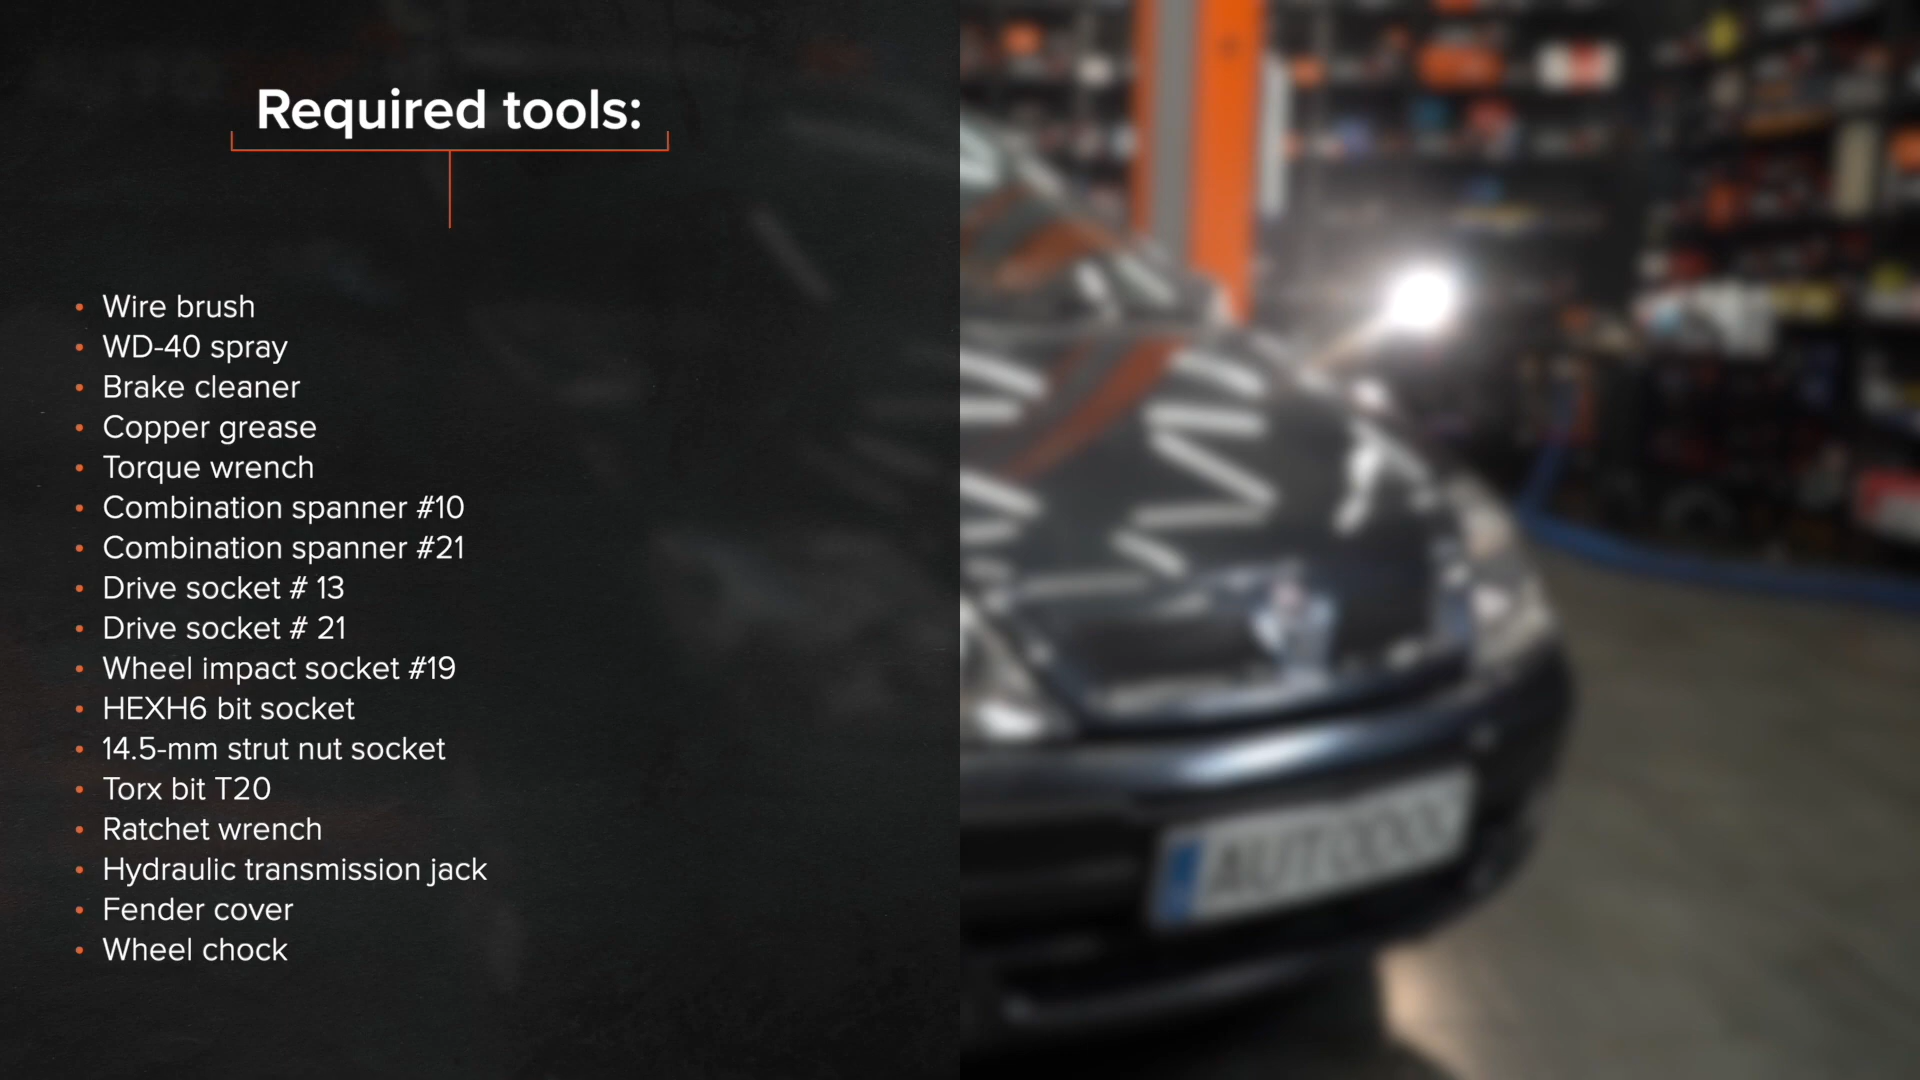 Required tools:
• Wire brush
• WD-40 spray
• Brake cleaner
• Copper grease
• Torque wrench
• Combination spanner #10
• Combination spanner #21
• Drive socket # 13
• Drive socket # 21
• Wheel impact socket #19
• HEXH6 bit socket
• 14.5-mm strut nut socket
• Torx bit T20
• Ratchet wrench
• Hydraulic transmission jack
• Fender cover
• Wheel chock